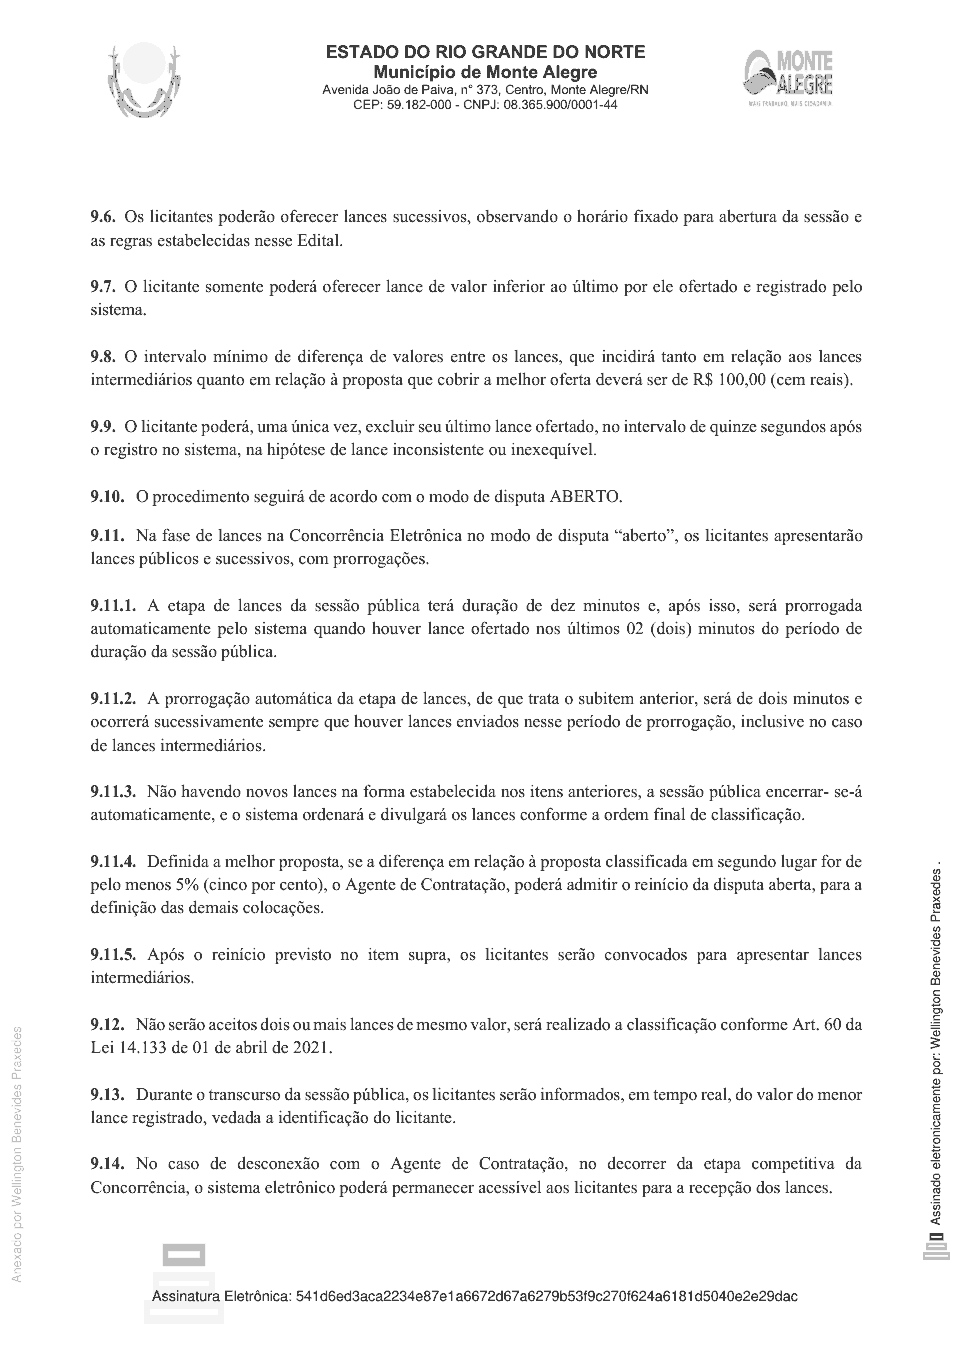 ESTADO DO RIO GRANDE DO NORTE
Município de Monte Alegre
Avenida João de Paiva, n° 373, Centro, Monte Alegre/RN
CEP: 59.182-000 - CNPJ: 08.365.900/0001-44
MONTE
ALEGRE
MAIS TRABALHO, MAIS CIDADANIA
9.6. Os licitantes poderão oferecer lances sucessivos, observando o horário fixado para abertura da sessão e
as regras estabelecidas nesse Edital.
9.7. O licitante somente poderá oferecer lance de valor inferior ao último por ele ofertado e registrado pelo
sistema.
9.8. O intervalo mínimo de diferença de valores entre os lances, que incidirá tanto em relação aos lances
intermediários quanto em relação à proposta que cobrir a melhor oferta deverá ser de R$ 100,00 (cem reais).
9.9. O licitante poderá, uma única vez, excluir seu último lance ofertado, no intervalo de quinze segundos após
o registro no sistema, na hipótese de lance inconsistente ou inexequível.
9.10. O procedimento seguirá de acordo com o modo de disputa ABERTO.
9.11. Na fase de lances na Concorrência Eletrônica no modo de disputa “aberto”, os licitantes apresentarão
lances públicos e sucessivos, com prorrogações.
9.11.1. A etapa de lances da sessão pública terá duração de dez minutos e, após isso, será prorrogada
automaticamente pelo sistema quando houver lance ofertado nos últimos 02 (dois) minutos do período de
duração da sessão pública.
9.11.2. A prorrogação automática da etapa de lances, de que trata o subitem anterior, será de dois minutos e
ocorrerá sucessivamente sempre que houver lances enviados nesse período de prorrogação, inclusive no caso
de lances intermediários.
9.11.3. Não havendo novos lances na forma estabelecida nos itens anteriores, a sessão pública encerrar- se-á
automaticamente, e o sistema ordenará e divulgará os lances conforme a ordem final de classificação.
9.11.4. Definida a melhor proposta, se a diferença em relação à proposta classificada em segundo lugar for de
pelo menos 5% (cinco por cento), o Agente de Contratação, poderá admitir o reinício da disputa aberta, para a
definição das demais colocações.
9.11.5. Após o reinício previsto no item supra, os licitantes serão convocados para apresentar lances
intermediários.
9.12. Não serão aceitos dois ou mais lances de mesmo valor, será realizado a classificação conforme Art. 60 da
Lei 14.133 de 01 de abril de 2021.
9.13. Durante o transcurso da sessão pública, os licitantes serão informados, em tempo real, do valor do menor
lance registrado, vedada a identificação do licitante.
9.14. No caso de desconexão com o Agente de Contratação, no decorrer da etapa competitiva da
Concorrência, o sistema eletrônico poderá permanecer acessível aos licitantes para a recepção dos lances.
Anexado por Wellington Benevides Praxedes
Assinado eletronicamente por: Wellington Benevides Praxedes .
Assinatura Eletrônica: 541d6ed3aca2234e87e1a6672d67a6279b53f9c270f624a6181d5040e2e29dac